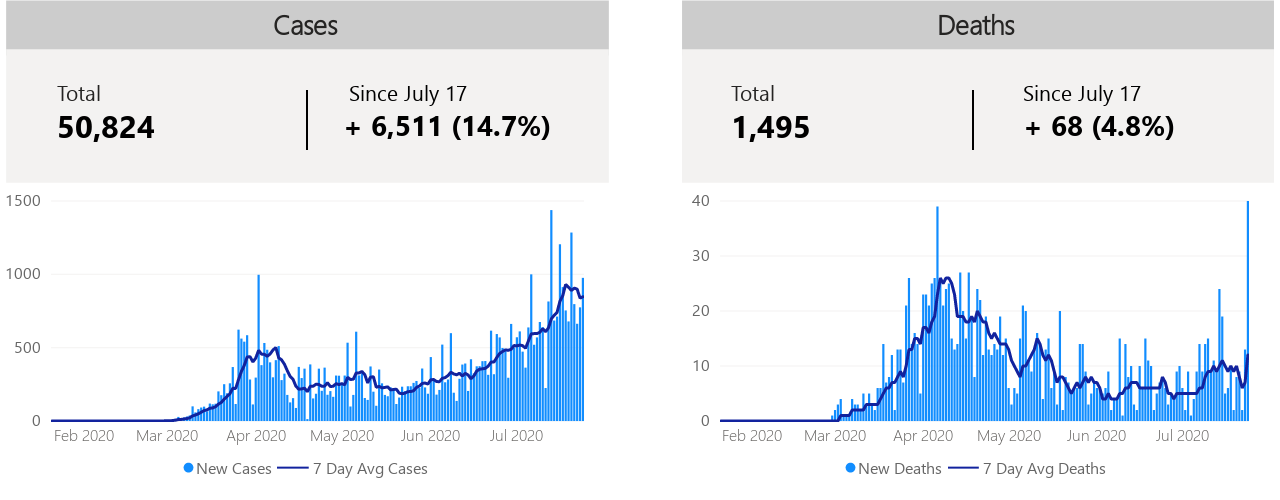 Cases
Total
50,824
Since July 17
+ 6,511 (14.7%)
1500
1000
500
0
Feb 2020 Mar 2020 Apr 2020 May 2020 Jun 2020 Jul 2020
New Cases 7 Day Avg Cases
Deaths
Total
1,495
Since July 17
+ 68 (4.8%)
40
30
20
10
0
Feb 2020 Mar 2020 Apr 2020 May 2020 Jun 2020 Jul 2020
New Deaths 7 Day Avg Deaths